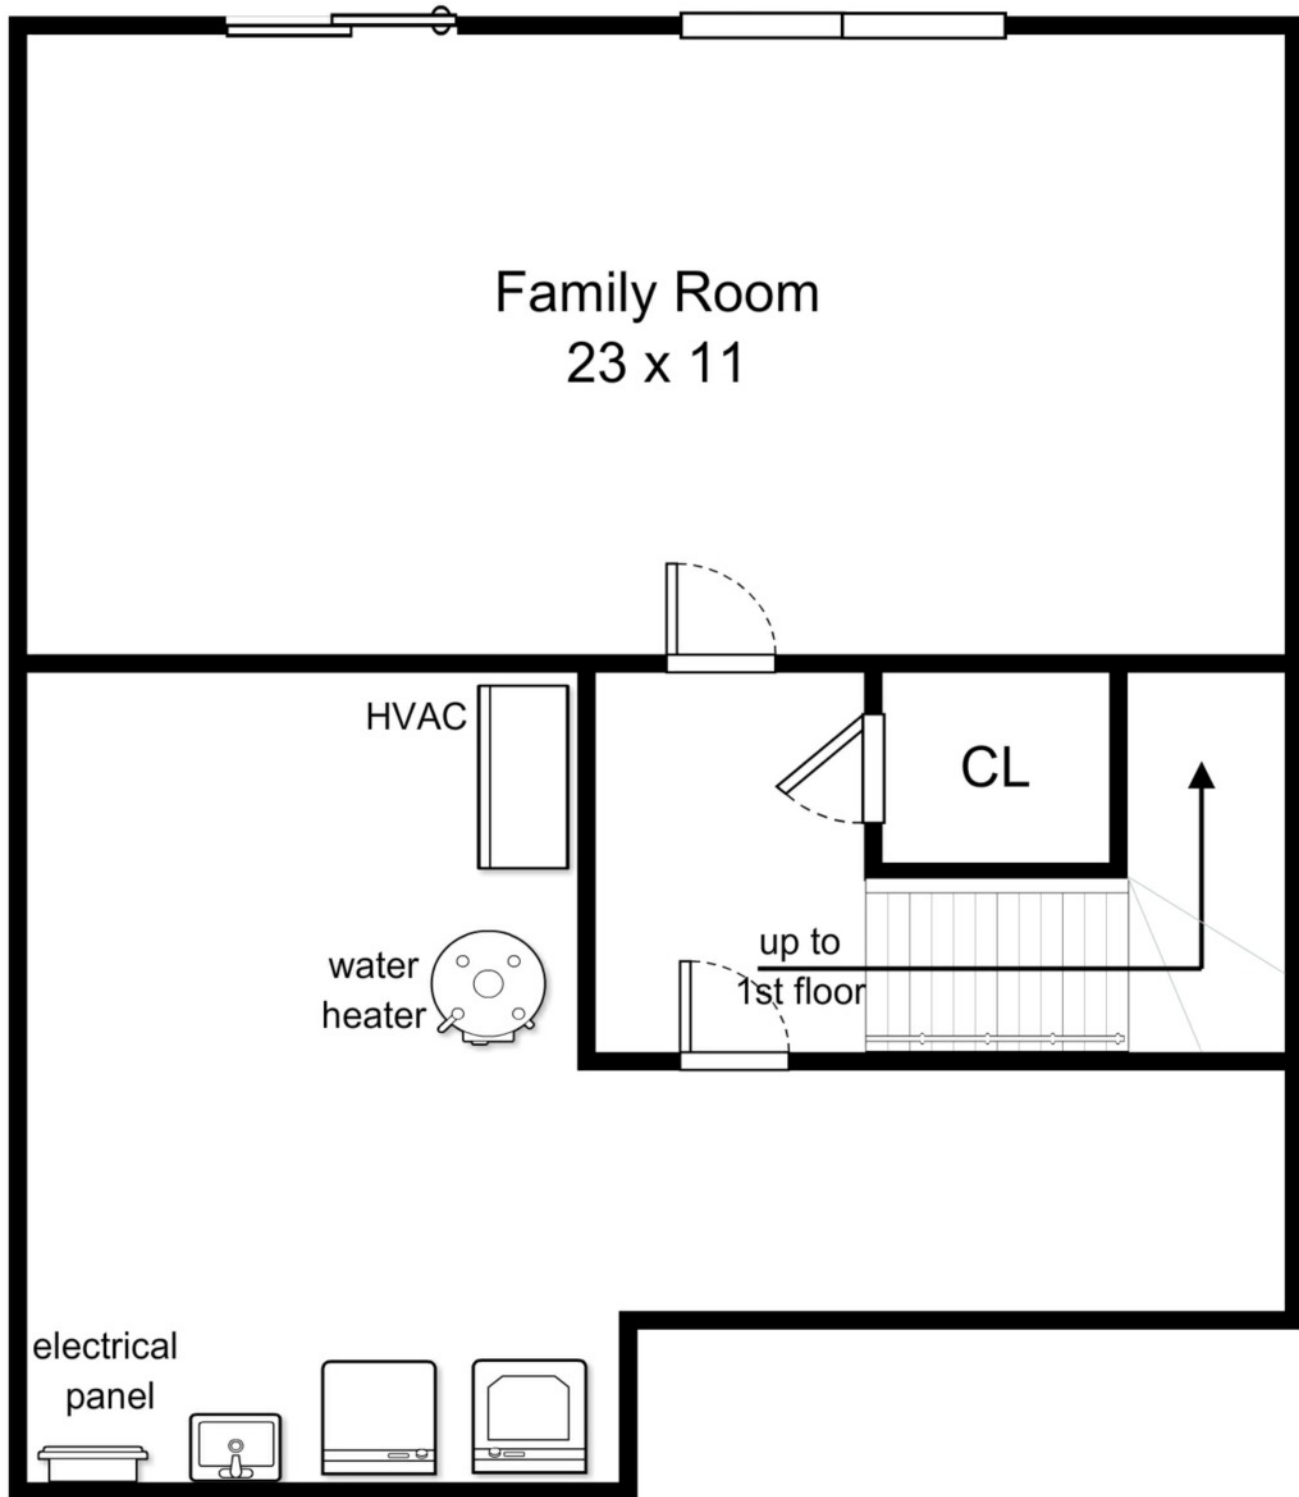 Family Room
23 x 11
HVAC
CL
water
heater
up to
1st floor
electrical
panel